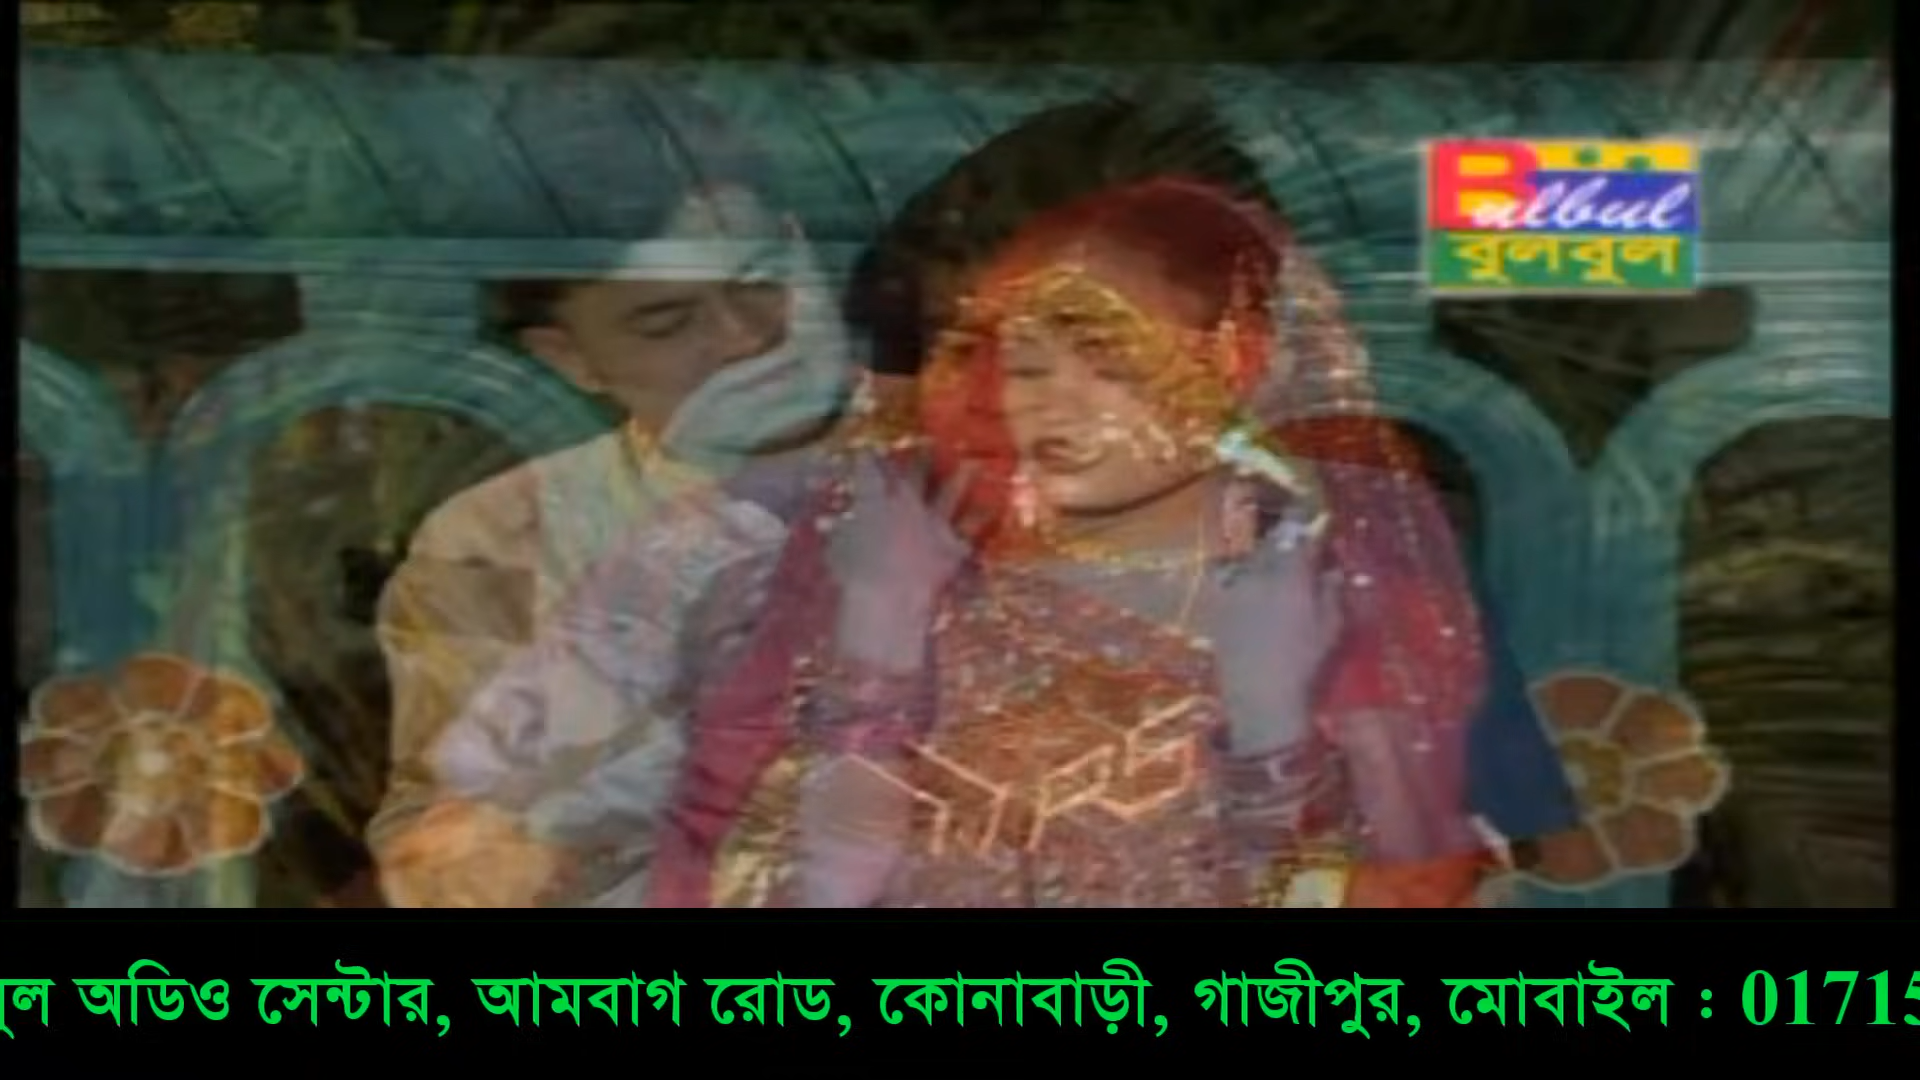 Bulbul
বুলবুল
অডিও সেন্টার, আমবাগ রোড, কোনাবাড়ী, গাজীপুর, মোবাইল : 01715